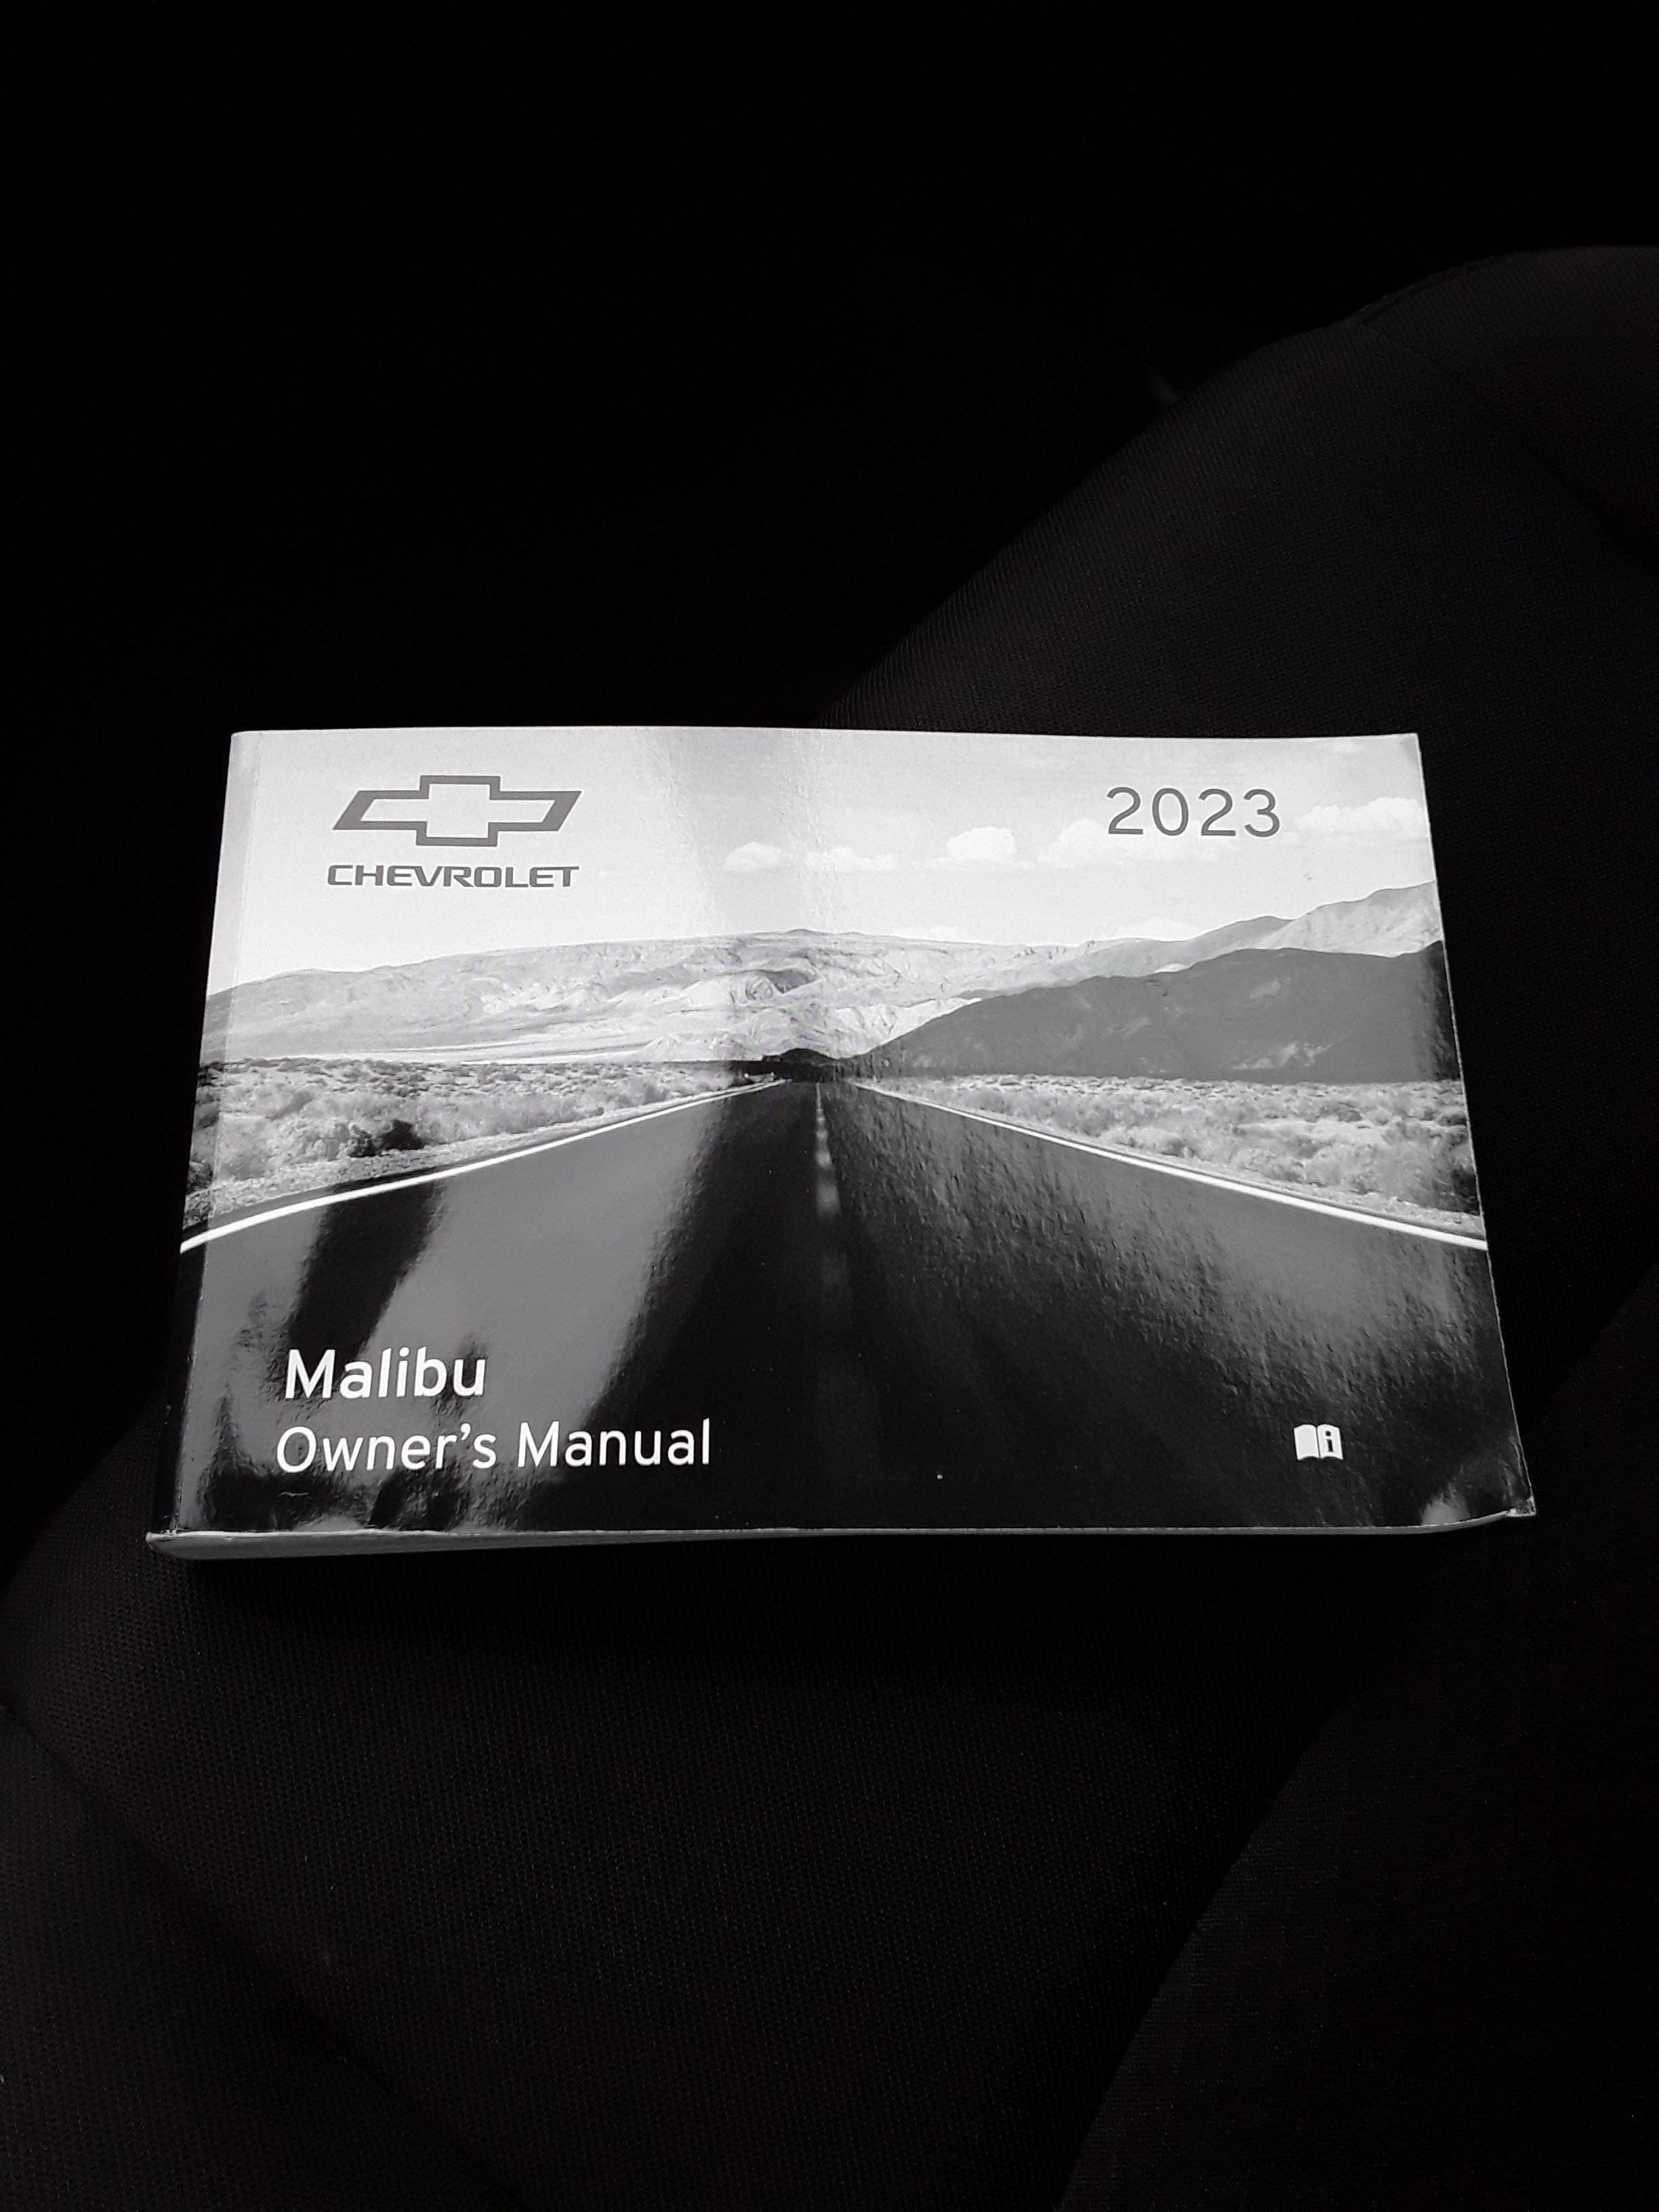 CHEVROLET
2023
Malibu
Owner's Manual